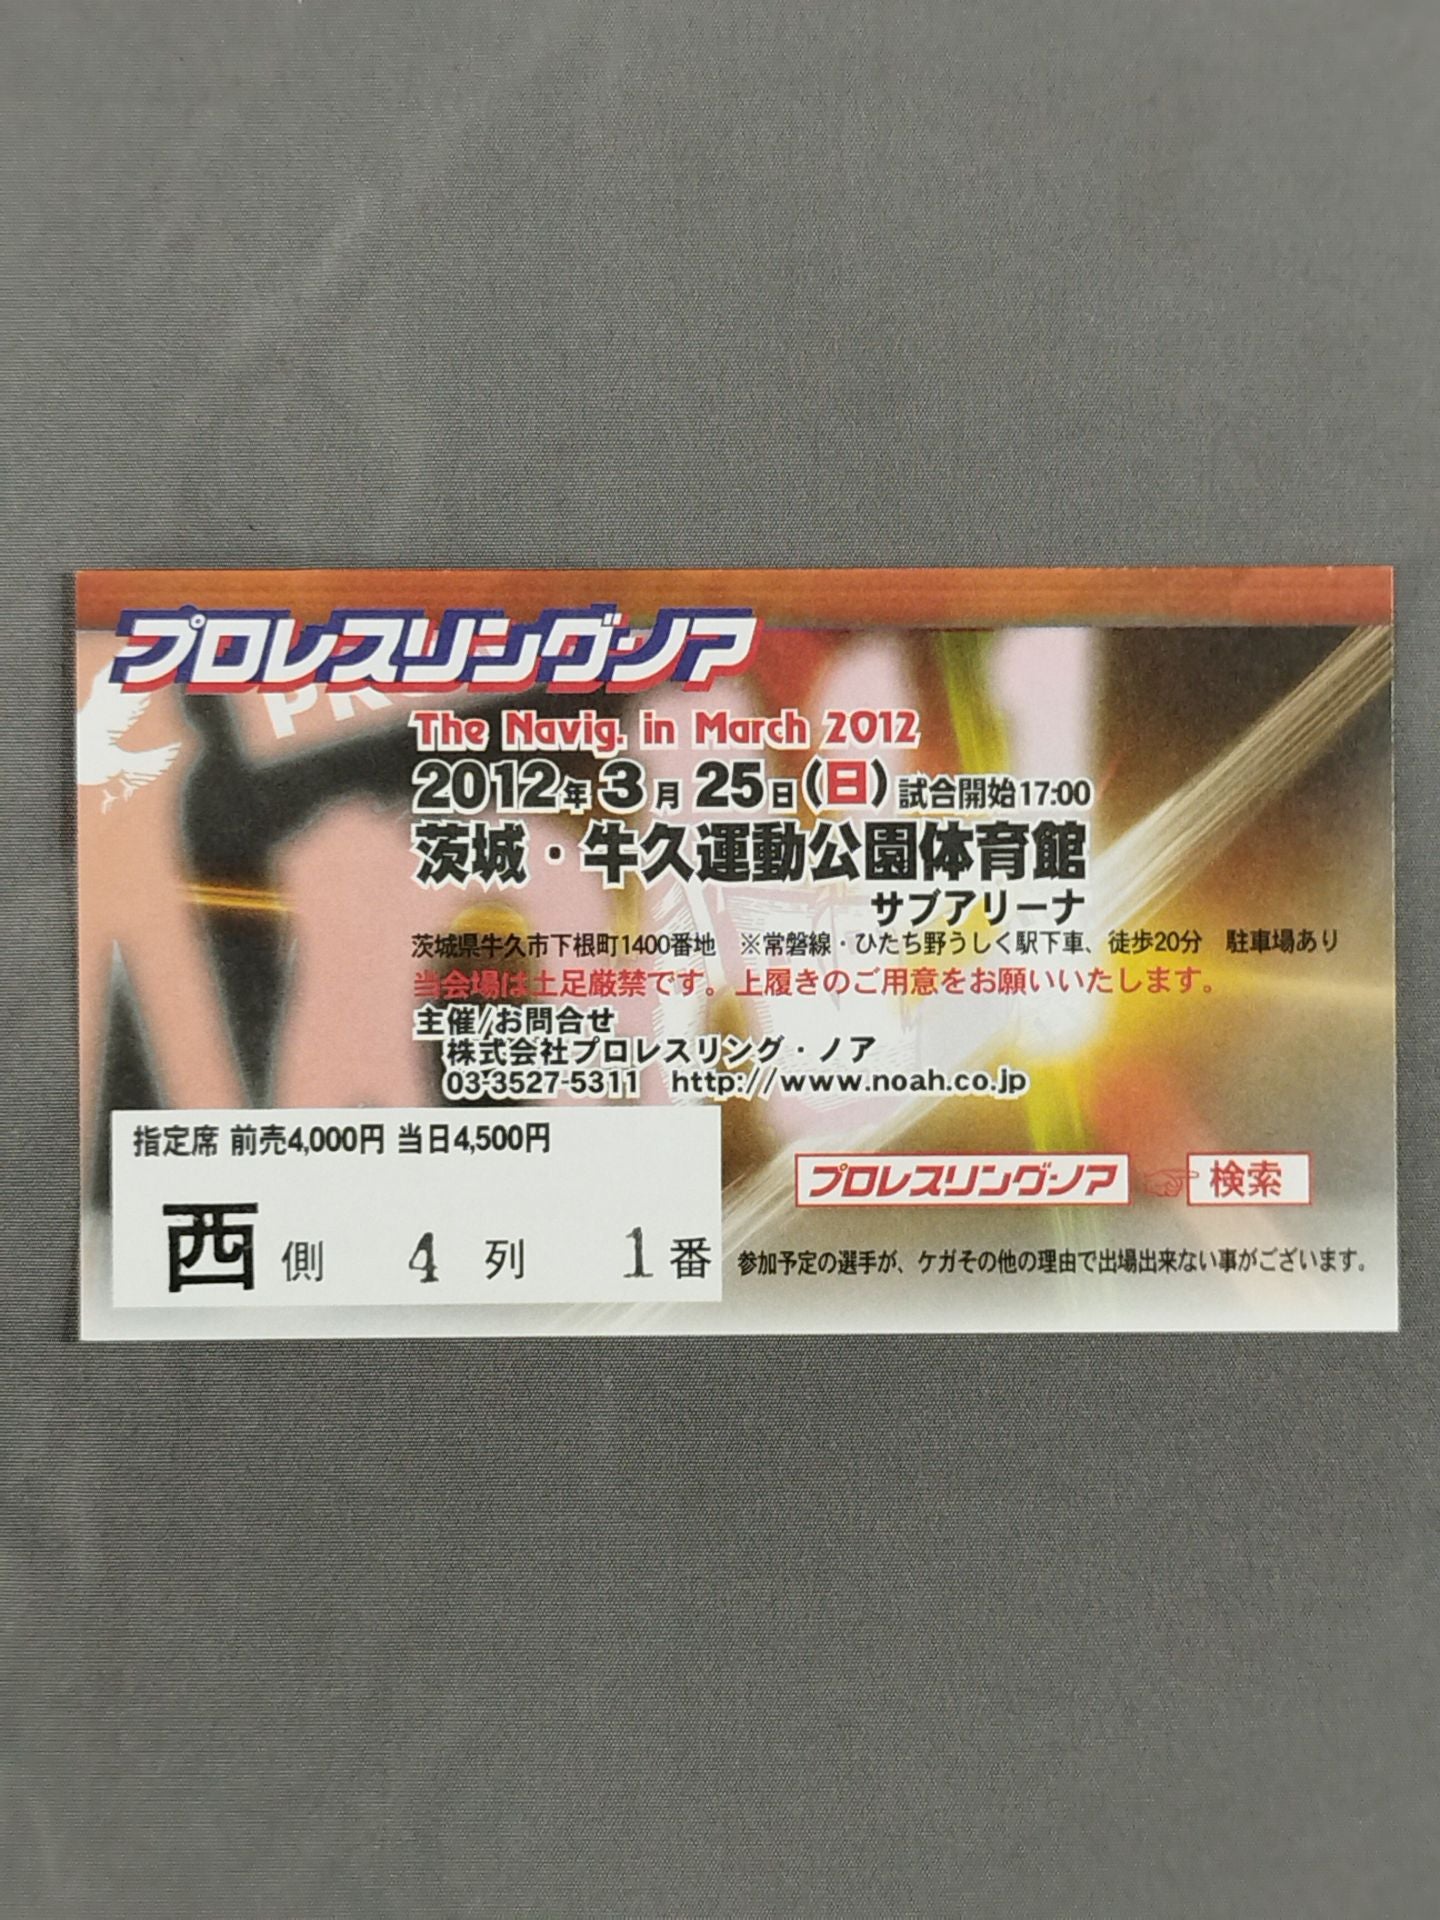 プロレスリング・ノア
PR
The Navig. in March 2012
2012年3月25日(日)試合開始17:00
茨城・牛久運動公園体育館
サブアリーナ
茨城県牛久市下根町1400番地 ※常磐線・ひたち野うしく駅下車、徒歩20分 駐車場あり
当会場は土足厳禁です。上履きのご用意をお願いいたします。
主催/お問合せ
株式会社プロレスリング・ノア
03-3527-5311 http://www.noah.co.jp
指定席 前売4,000円 当日4,500円
西側 4列 1番
プロレスリング・ノア ☞ 検索
参加予定の選手が、ケガその他の理由で出場出来ない事がございます。